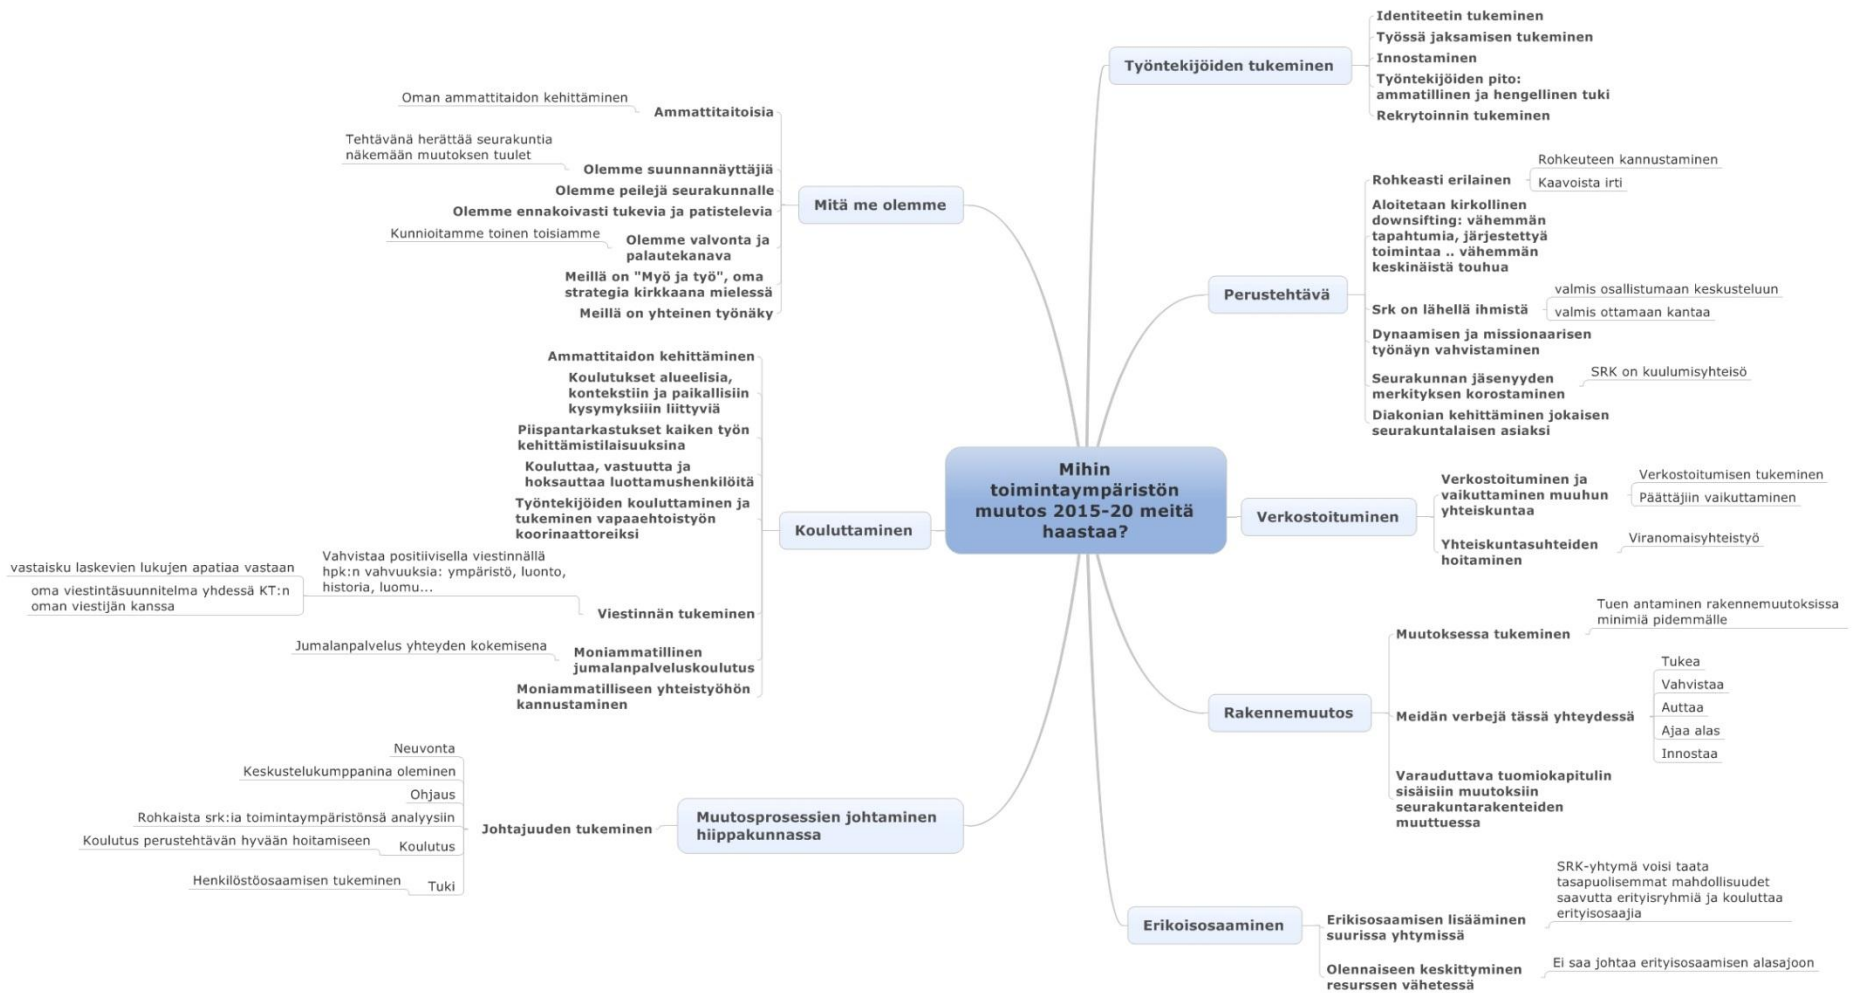 Mihin
toimintaympäristön
muutos 2015-20 meitä
haastaa?
Työntekijöiden tukeminen
Identiteetin tukeminen
Työssä jaksamisen tukeminen
Innostaminen
Työntekijöiden pito:
ammatillinen ja hengellinen tuki
Rekrytoinnin tukeminen
Perustehtävä
Rohkeasti erilainen
Rohkeuteen kannustaminen
Kaavoista irti
Aloitetaan kirkollinen
downsifting: vähemmän
tapahtumia, järjestettyä
toimintaa .. vähemmän
keskinäistä touhua
Srk on lähellä ihmistä
valmis osallistumaan keskusteluun
valmis ottamaan kantaa
Dynaamisen ja missionaarisen
työnäyn vahvistaminen
Seurakunnan jäsenyyden
merkityksen korostaminen
SRK on kuulumisyhteisö
Diakonian kehittäminen jokaisen
seurakuntalaisen asiaksi
Verkostoituminen
Verkostoituminen ja
vaikuttaminen muuhun
yhteiskuntaa
Verkostoitumisen tukeminen
Päättäjiin vaikuttaminen
Yhteiskuntasuhteiden
hoitaminen
Viranomaisyhteistyö
Rakennemuutos
Muutoksessa tukeminen
Tuen antaminen rakennemuutoksissa
minimiä pidemmälle
Meidän verbejä tässä yhteydessä
Tukea
Vahvistaa
Auttaa
Ajaa alas
Innostaa
Varauduttava tuomiokapitulin
sisäisiin muutoksiin
seurakuntarakenteiden
muuttuessa
Erikoisosaaminen
Erikisosaamisen lisääminen
suurissa yhtymissä
SRK-yhtymä voisi taata
tasapuolisemmat mahdollisuudet
saavutta erityisryhmiä ja kouluttaa
erityisosaajia
Olennaiseen keskittyminen
resurssen vähetessä
Ei saa johtaa erityisosaamisen alasajoon
Mitä me olemme
Ammattitaitoisia
Oman ammattitaidon kehittäminen
Olemme suunnannäyttäjiä
Tehtävänä herättää seurakuntia
näkemään muutoksen tuulet
Olemme peilejä seurakunnalle
Olemme ennakoivasti tukevia ja patistelevia
Olemme valvonta ja
palautekanava
Kunnioitamme toinen toisiamme
Meillä on "Myö ja työ", oma
strategia kirkkaana mielessä
Meillä on yhteinen työnäky
Kouluttaminen
Ammattitaidon kehittäminen
Koulutukset alueelisia,
kontekstiin ja paikallisiin
kysymyksiiin liittyviä
Piispantarkastukset kaiken työn
kehittämistilaisuuksina
Kouluttaa, vastuutta ja
hoksauttaa luottamushenkilöitä
Työntekijöiden kouluttaminen ja
tukeminen vapaaehtoistyön
koorinaattoreiksi
Viestinnän tukeminen
Vahvistaa positiivisella viestinnällä
hpk:n vahvuuksia: ympäristö, luonto,
historia, luomu...
vastaisku laskevien lukujen apatiaa vastaan
oma viestintäsuunnitelma yhdessä KT:n
oman viestijän kanssa
Moniammatillinen
jumalanpalveluskoulutus
Jumalanpalvelus yhteyden kokemisena
Moniammatilliseen yhteistyöhön
kannustaminen
Muutosprosessien johtaminen
hiippakunnassa
Johtajuuden tukeminen
Neuvonta
Keskustelukumppanina oleminen
Ohjaus
Rohkaista srk:ia toimintaympäristönsä analyysiin
Koulutus
Koulutus perustehtävän hyvään hoitamiseen
Tuki
Henkilöstöosaamisen tukeminen